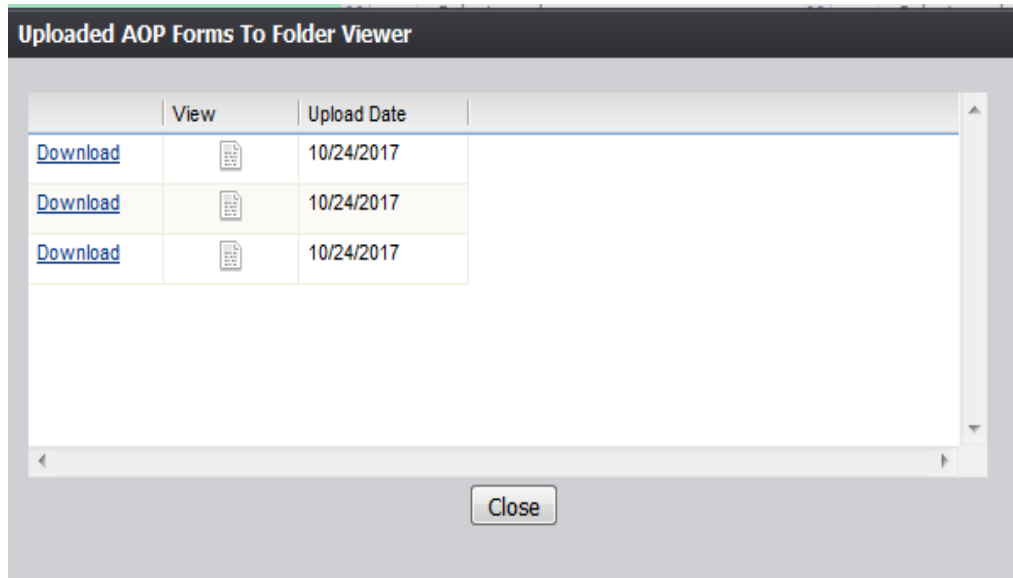 Uploaded AOP Forms To Folder Viewer
View Upload Date
Download 10/24/2017
Download 10/24/2017
Download 10/24/2017
Close